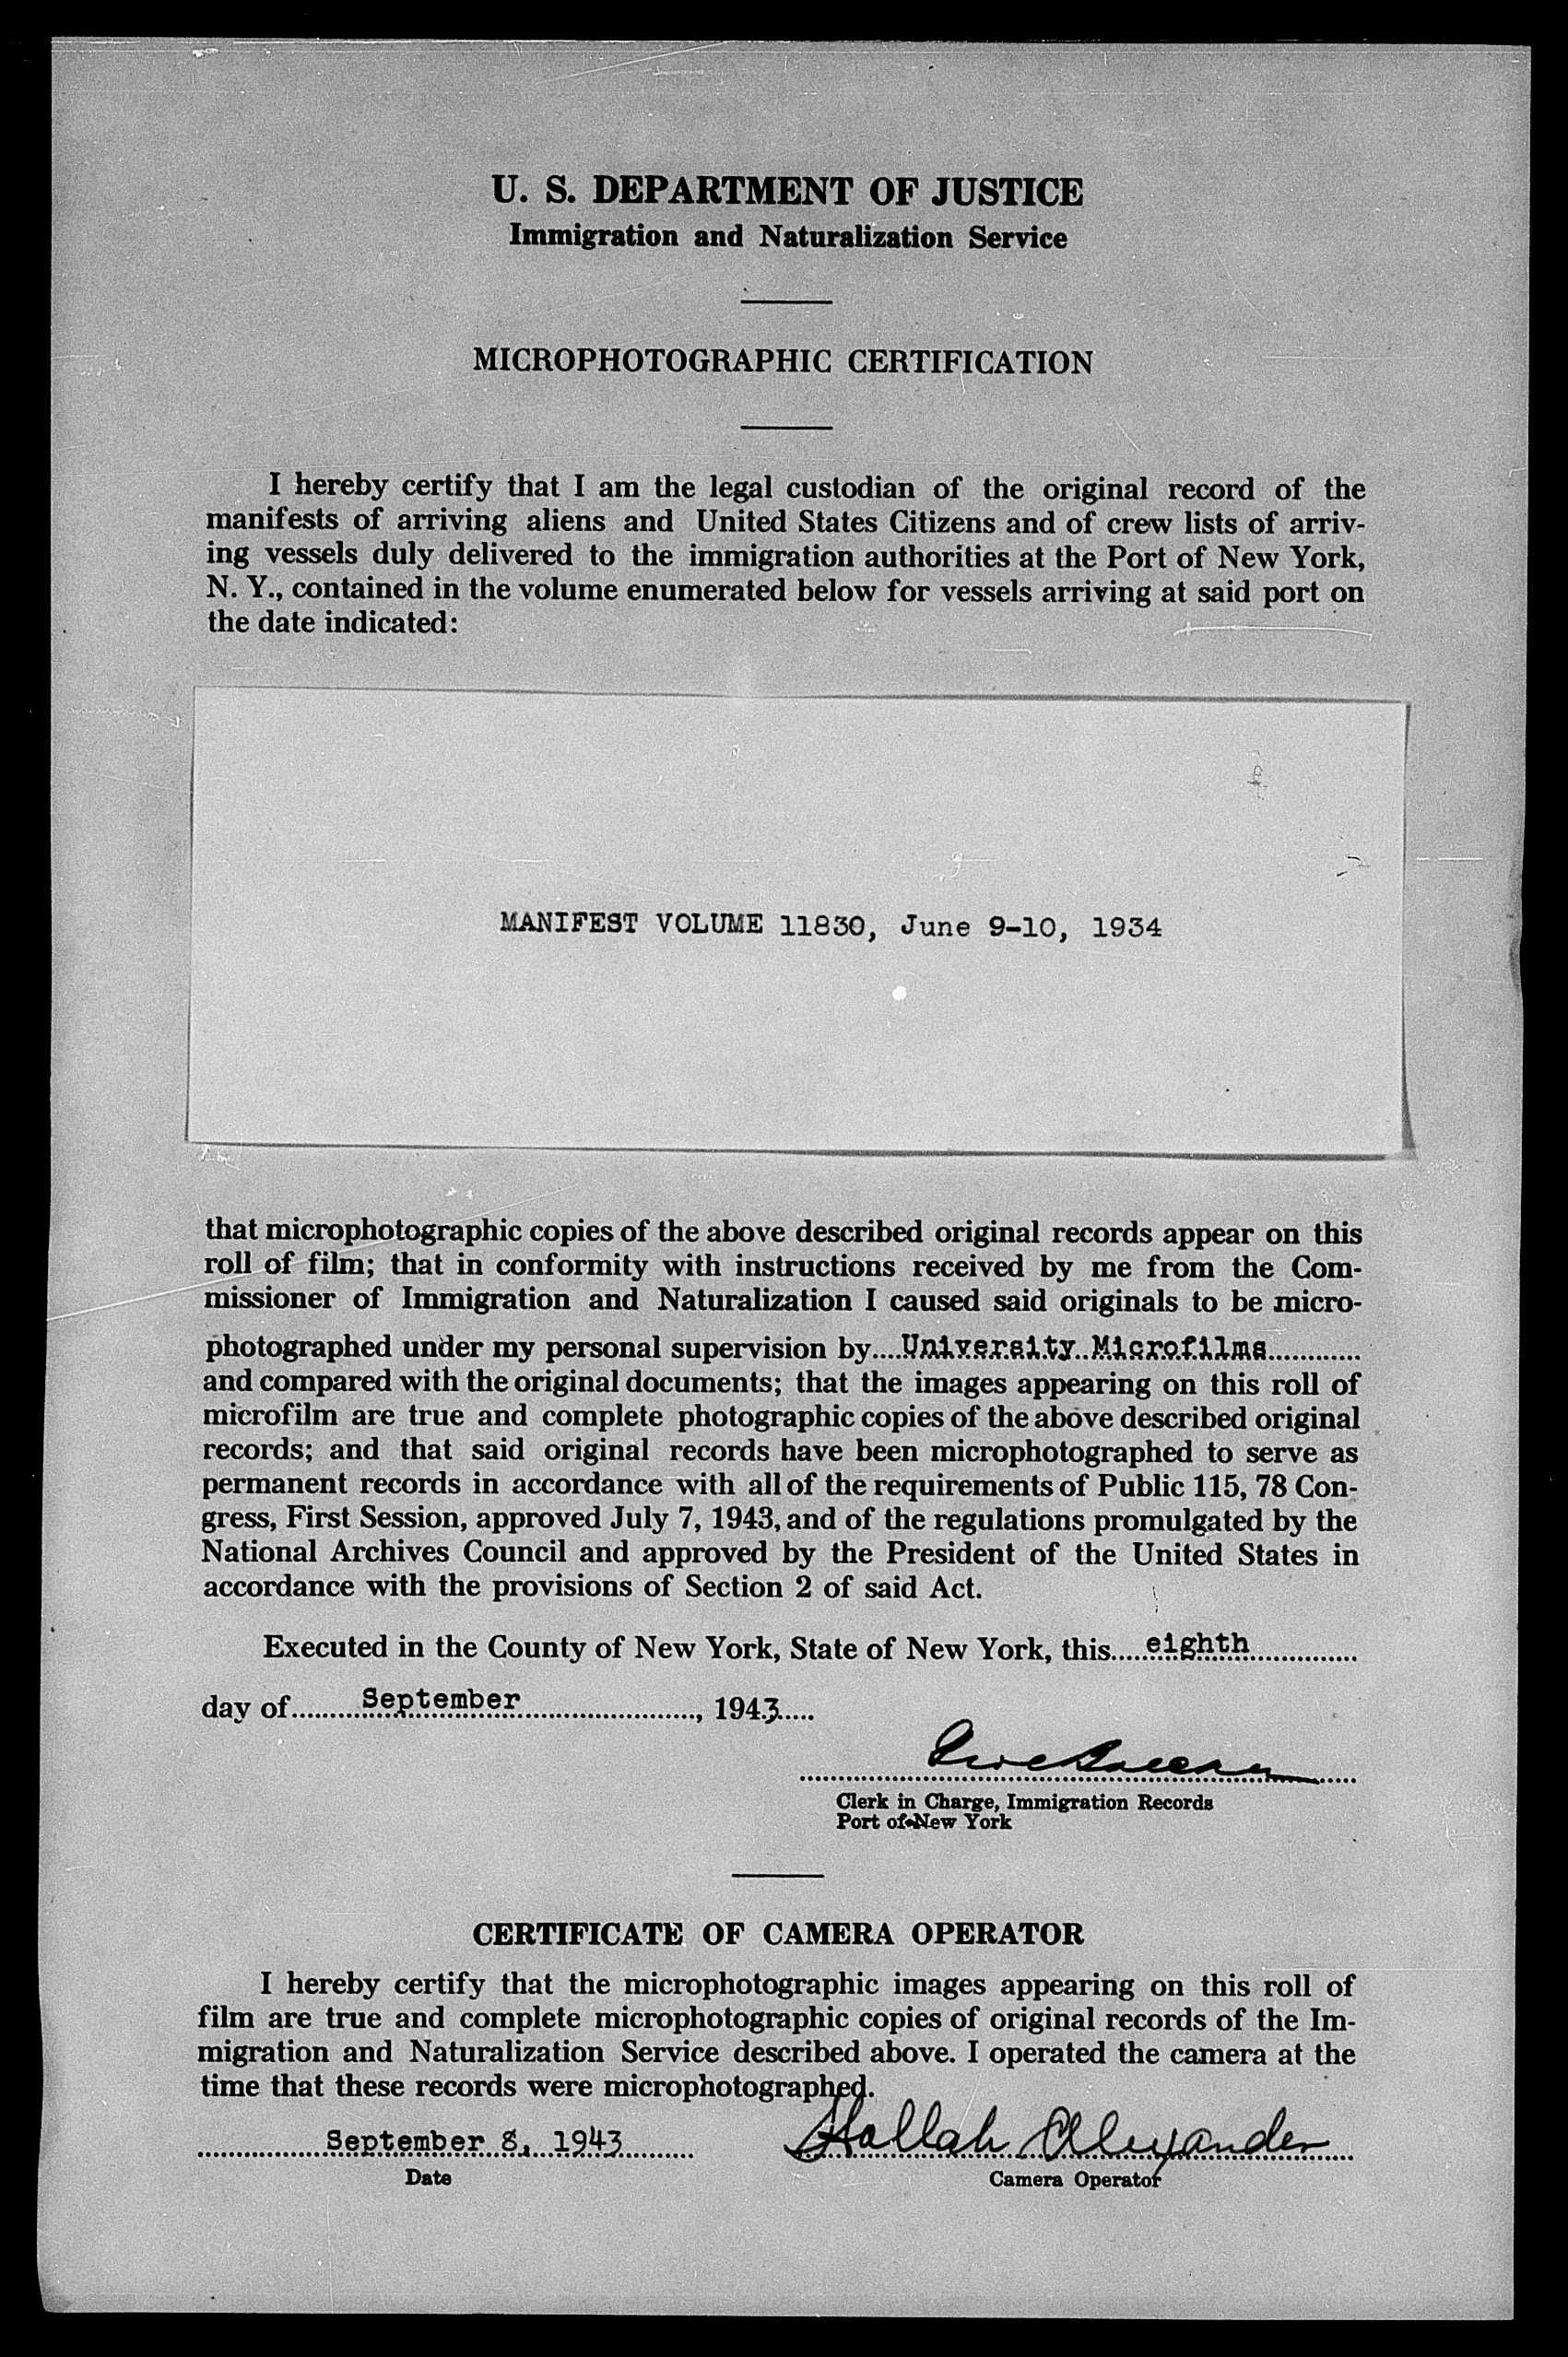 U. S. DEPARTMENT OF JUSTICE
Immigration and Naturalization Service
MICROPHOTOGRAPHIC CERTIFICATION
I hereby certify that I am the legal custodian of the original record of the
manifests of arriving aliens and United States Citizens and of crew lists of arriv-
ing vessels duly delivered to the immigration authorities at the Port of New York,
N. Y., contained in the volume enumerated below for vessels arriving at said port on
the date indicated:
MANIFEST VOLUME 11830, June 9-10, 1934
that microphotographic copies of the above described original records appear on this
roll of film; that in conformity with instructions received by me from the Com-
missioner of Immigration and Naturalization I caused said originals to be micro-
photographed under my personal supervision by....University Microfilms............
and compared with the original documents; that the images appearing on this roll of
microfilm are true and complete photographic copies of the above described original
records; and that said original records have been microphotographed to serve as
permanent records in accordance with all of the requirements of Public 115, 78 Con-
gress, First Session, approved July 7, 1943, and of the regulations promulgated by the
National Archives Council and approved by the President of the United States in
accordance with the provisions of Section 2 of said Act.
Executed in the County of New York, State of New York, this.....eighth..............
day of.........September......................, 1943.....
Clerk in Charge, Immigration Records
Port of New York
CERTIFICATE OF CAMERA OPERATOR
I hereby certify that the microphotographic images appearing on this roll of
film are true and complete microphotographic copies of original records of the Im-
migration and Naturalization Service described above. I operated the camera at the
time that these records were microphotographed.
September 8, 1943 Hallah Alexander
Date Camera Operator